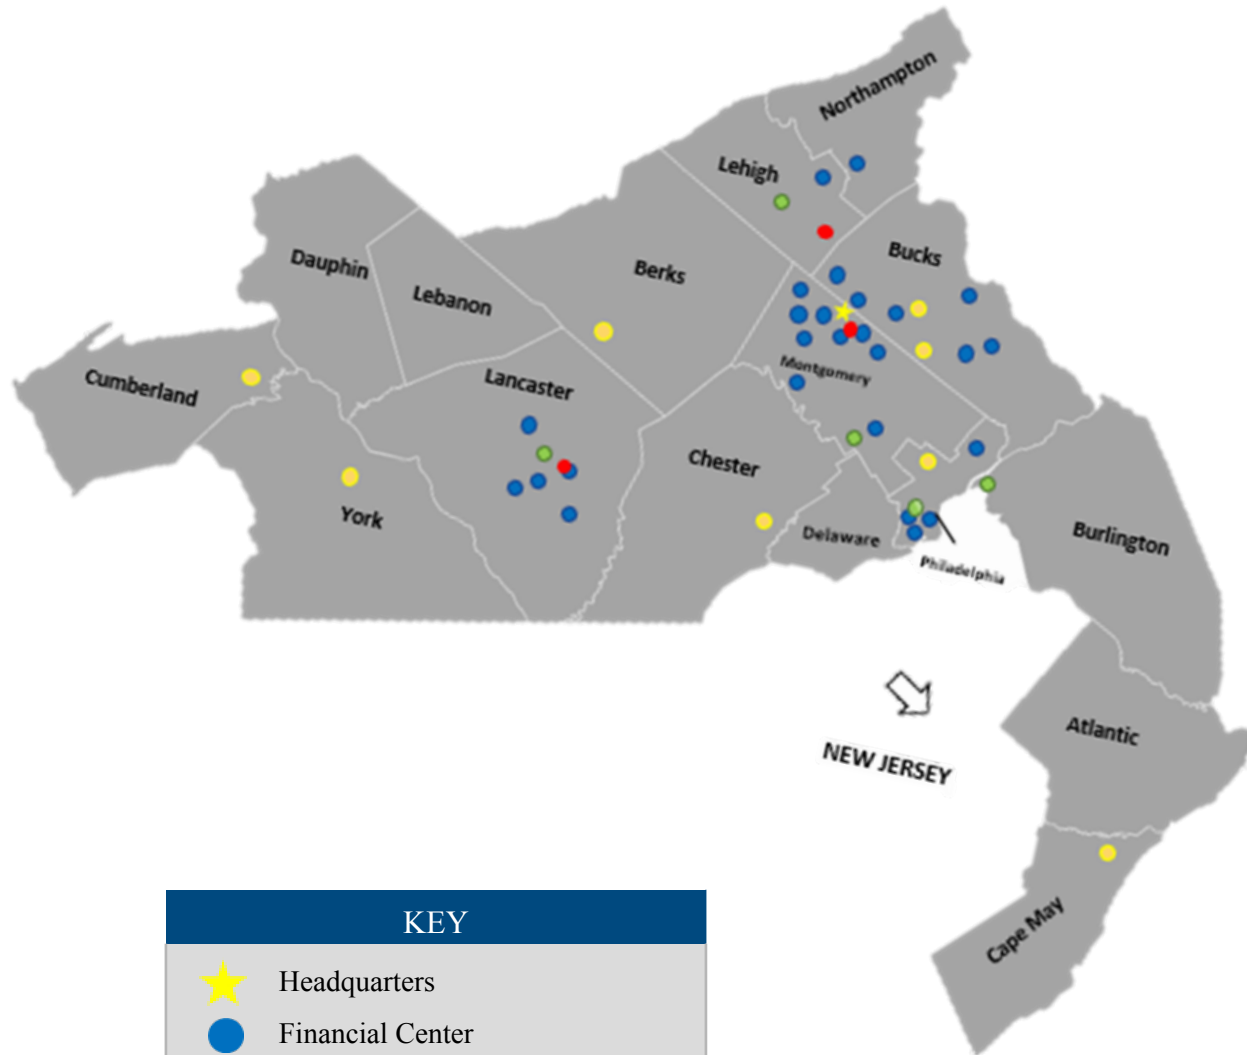 Northampton
Lehigh
Bucks
Dauphin
Berks
Lebanon
Cumberland
Lancaster
Montgomery
Chester
York
Delaware
Burlington
Philadelphia
Atlantic
NEW JERSEY
Cape May
KEY
Headquarters
Financial Center